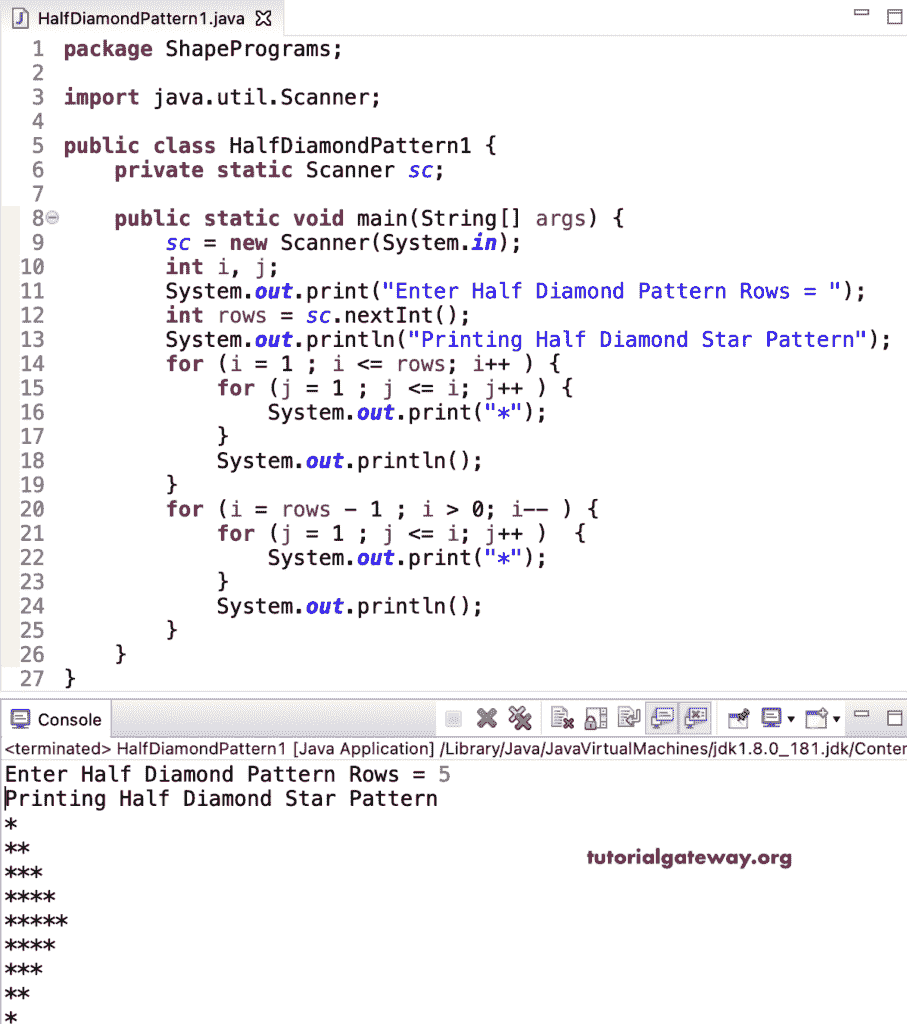 HalfDiamondPattern1.java
1 package ShapePrograms;
2
3 import java.util.Scanner;
4
5 public class HalfDiamondPattern1 {
6     private static Scanner sc;
7
8     public static void main(String[] args) {
9         sc = new Scanner(System.in);
10         int i, j;
11         System.out.print("Enter Half Diamond Pattern Rows = ");
12         int rows = sc.nextInt();
13         System.out.println("Printing Half Diamond Star Pattern");
14         for (i = 1 ; i <= rows; i++ ) {
15             for (j = 1 ; j <= i; j++ ) {
16                 System.out.print("*");
17             }
18             System.out.println();
19         }
20         for (i = rows - 1 ; i > 0; i-- ) {
21             for (j = 1 ; j <= i; j++ )  {
22                 System.out.print("*");
23             }
24             System.out.println();
25         }
26     }
27 }
Console
<terminated> HalfDiamondPattern1 [Java Application] /Library/Java/JavaVirtualMachines/jdk1.8.0_181.jdk/Conter
Enter Half Diamond Pattern Rows = 5
Printing Half Diamond Star Pattern
*
**
tutorialgateway.org
***
****
*****
****
***
**
*